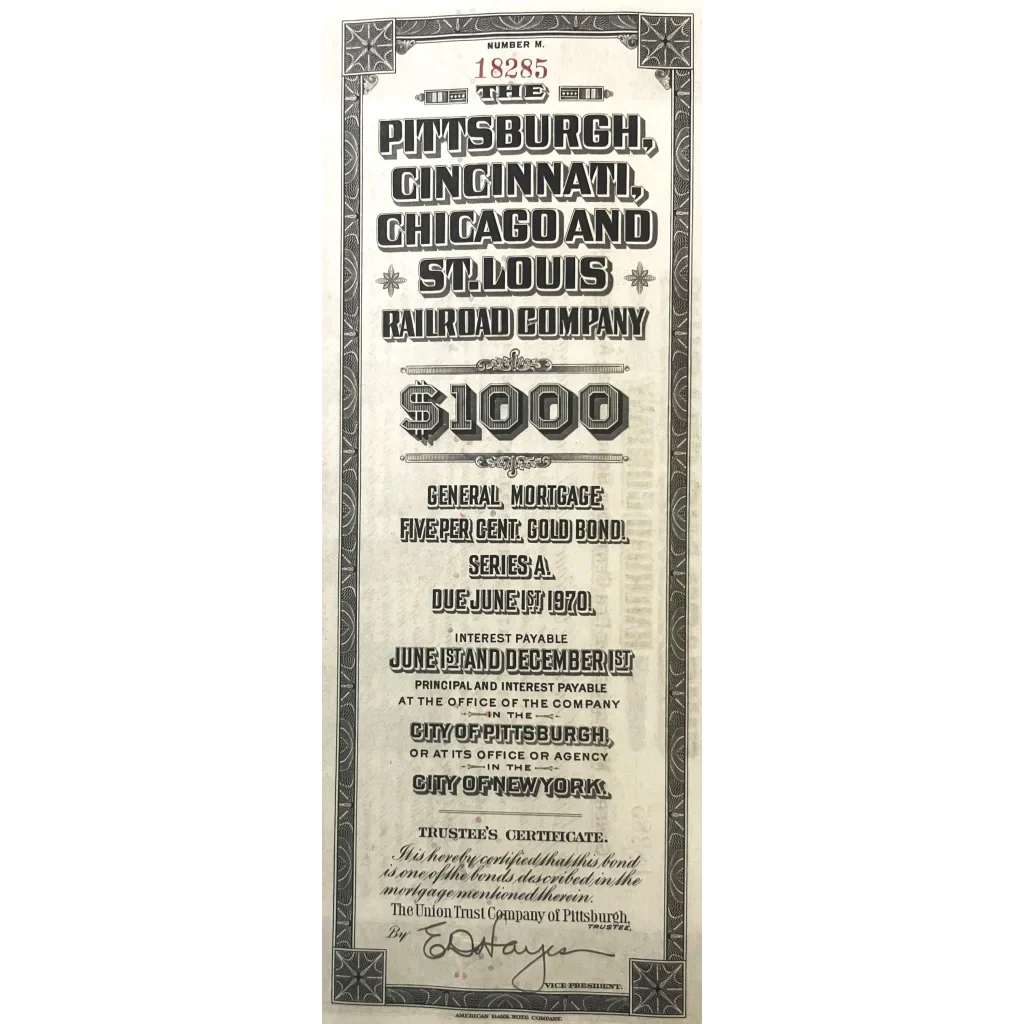 NUMBER M.
18285
THE
PITTSBURGH,
CINCINNATI,
CHICAGO AND
ST. LOUIS
RAILROAD COMPANY
$1000
GENERAL MORTGAGE
FIVE PER CENT. GOLD BOND.
SERIES A.
DUE JUNE 1ST 1970.
INTEREST PAYABLE
JUNE 1ST AND DECEMBER 1ST
PRINCIPAL AND INTEREST PAYABLE
AT THE OFFICE OF THE COMPANY
IN THE
CITY OF PITTSBURGH,
OR AT ITS OFFICE OR AGENCY
IN THE
CITY OF NEW YORK.
TRUSTEE'S CERTIFICATE.
It is hereby certified that this bond
is one of the bonds described in the
mortgage mentioned therein.
The Union Trust Company of Pittsburgh,
TRUSTEE,
By E D Hayes
VICE PRESIDENT.
AMERICAN BANK NOTE COMPANY.